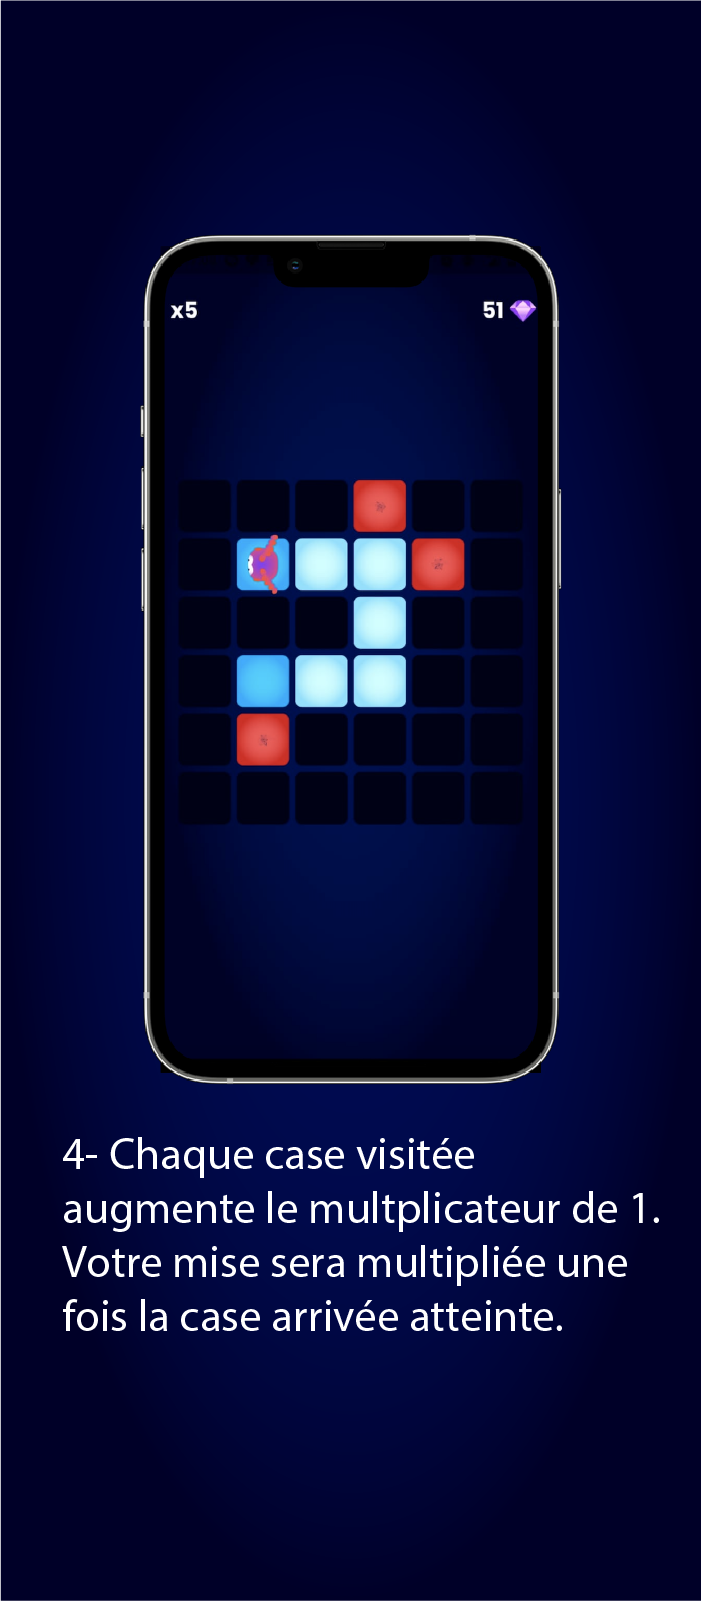 x5
51
4- Chaque case visitée
augmente le multplicateur de 1.
Votre mise sera multipliée une
fois la case arrivée atteinte.